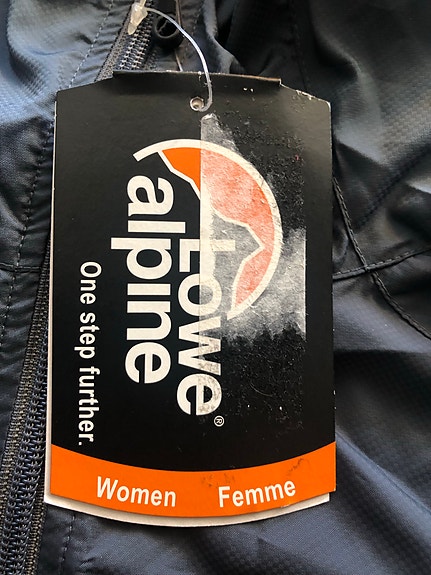 Lowe
alpine
®
One step further.
Women Femme